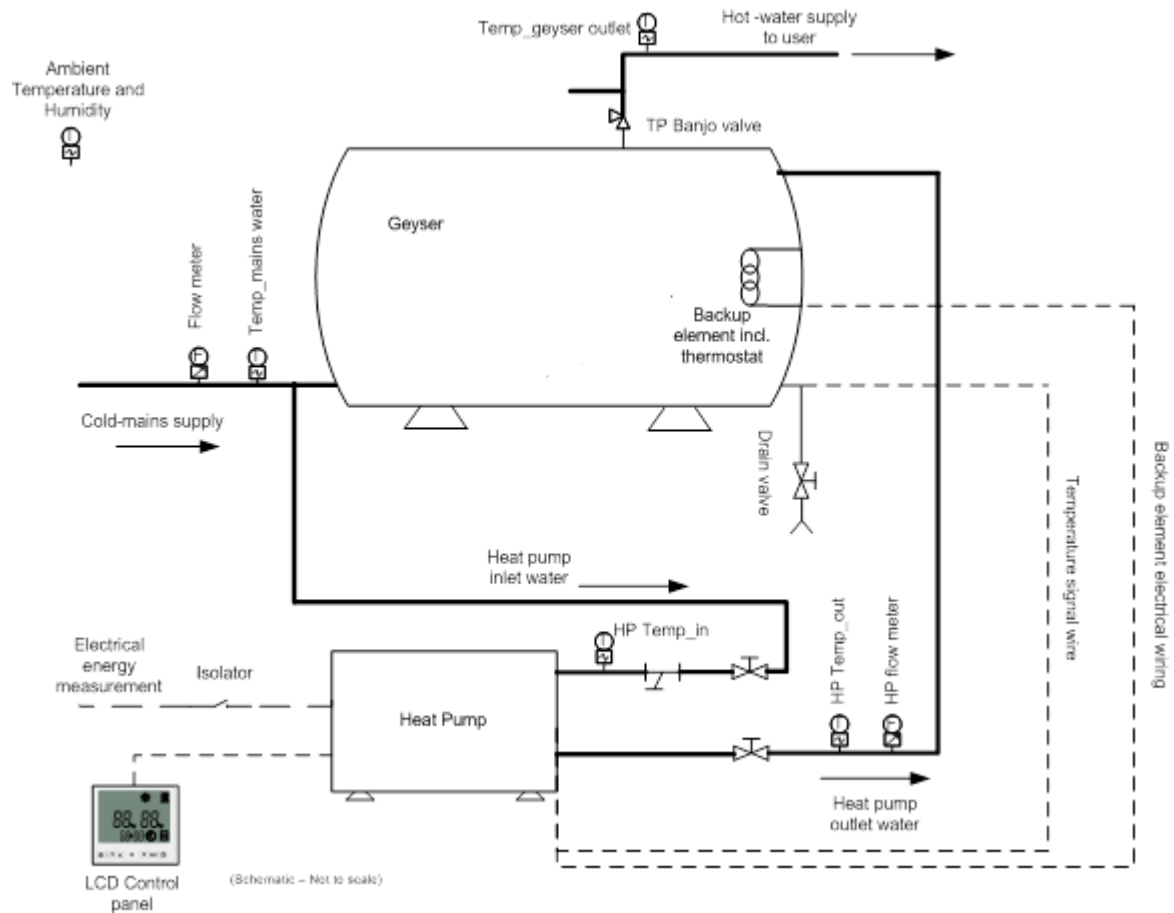 Temp_geyser outlet
Hot -water supply
to user
Ambient
Temperature and
Humidity
TP Banjo valve
Geyser
Flow meter
Temp_mains water
Backup
element incl.
thermostat
Cold-mains supply
Drain valve
Temperature signal wire
Backup element electrical wiring
Heat pump
inlet water
HP Temp_in
HP Temp_out
HP flow meter
Electrical
energy
measurement
Isolator
Heat Pump
Heat pump
outlet water
LCD Control
panel
(Schematic – Not to scale)